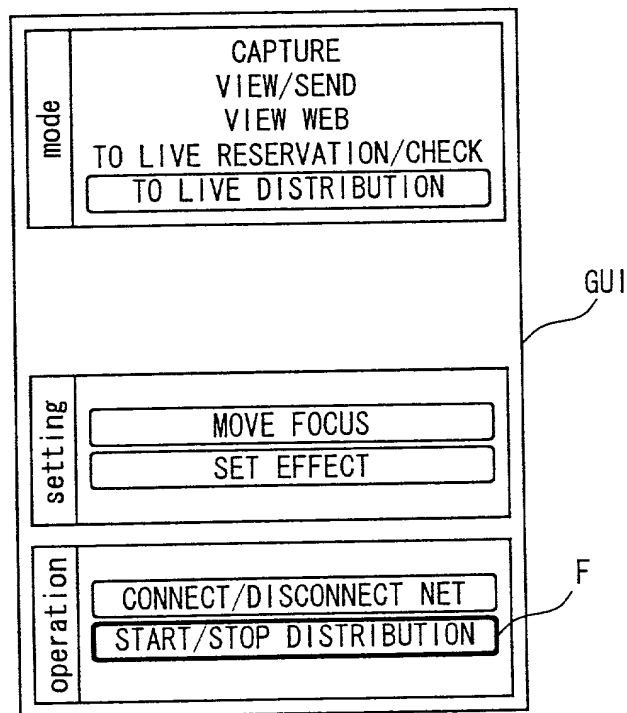 mode
CAPTURE
VIEW/SEND
VIEW WEB
TO LIVE RESERVATION/CHECK
TO LIVE DISTRIBUTION
GUI
setting
MOVE FOCUS
SET EFFECT
operation
CONNECT/DISCONNECT NET
START/STOP DISTRIBUTION
F